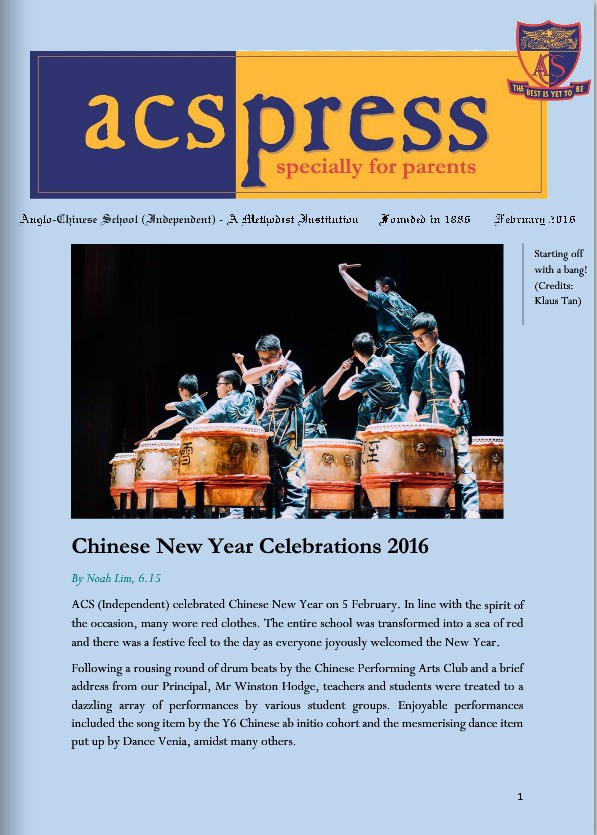 THE BEST IS YET TO BE
acspress
specially for parents
Anglo-Chinese School (Independent) - A Methodist Institution Founded in 1886 February 2016
Starting off
with a bang!
(Credits:
Klaus Tan)
Chinese New Year Celebrations 2016
By Noah Lim, 6.15
ACS (Independent) celebrated Chinese New Year on 5 February. In line with the spirit of
the occasion, many wore red clothes. The entire school was transformed into a sea of red
and there was a festive feel to the day as everyone joyously welcomed the New Year.
Following a rousing round of drum beats by the Chinese Performing Arts Club and a brief
address from our Principal, Mr Winston Hodge, teachers and students were treated to a
dazzling array of performances by various student groups. Enjoyable performances
included the song item by the Y6 Chinese ab initio cohort and the mesmerising dance item
put up by Dance Venia, amidst many others.
1